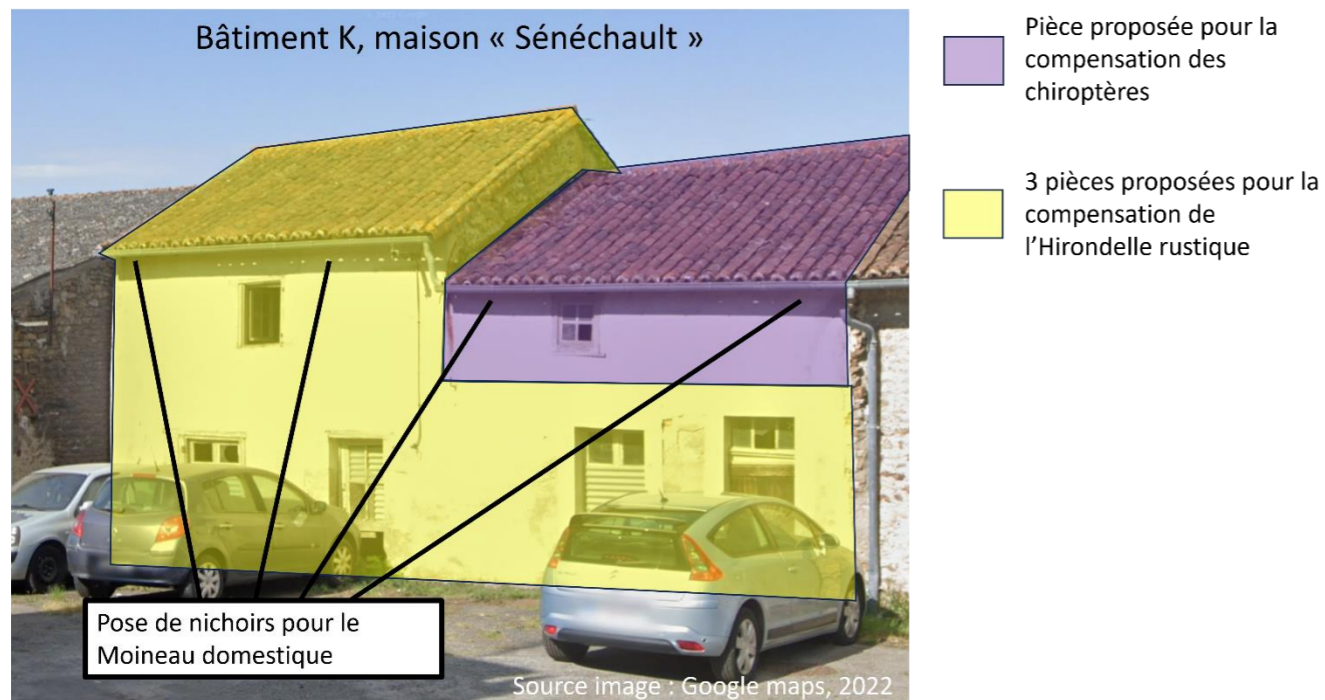 Bâtiment K, maison « Sénéchault »
Pièce proposée pour la
compensation des
chiroptères
3 pièces proposées pour la
compensation de
l’Hirondelle rustique
Pose de nichoirs pour le
Moineau domestique
Source image : Google maps, 2022